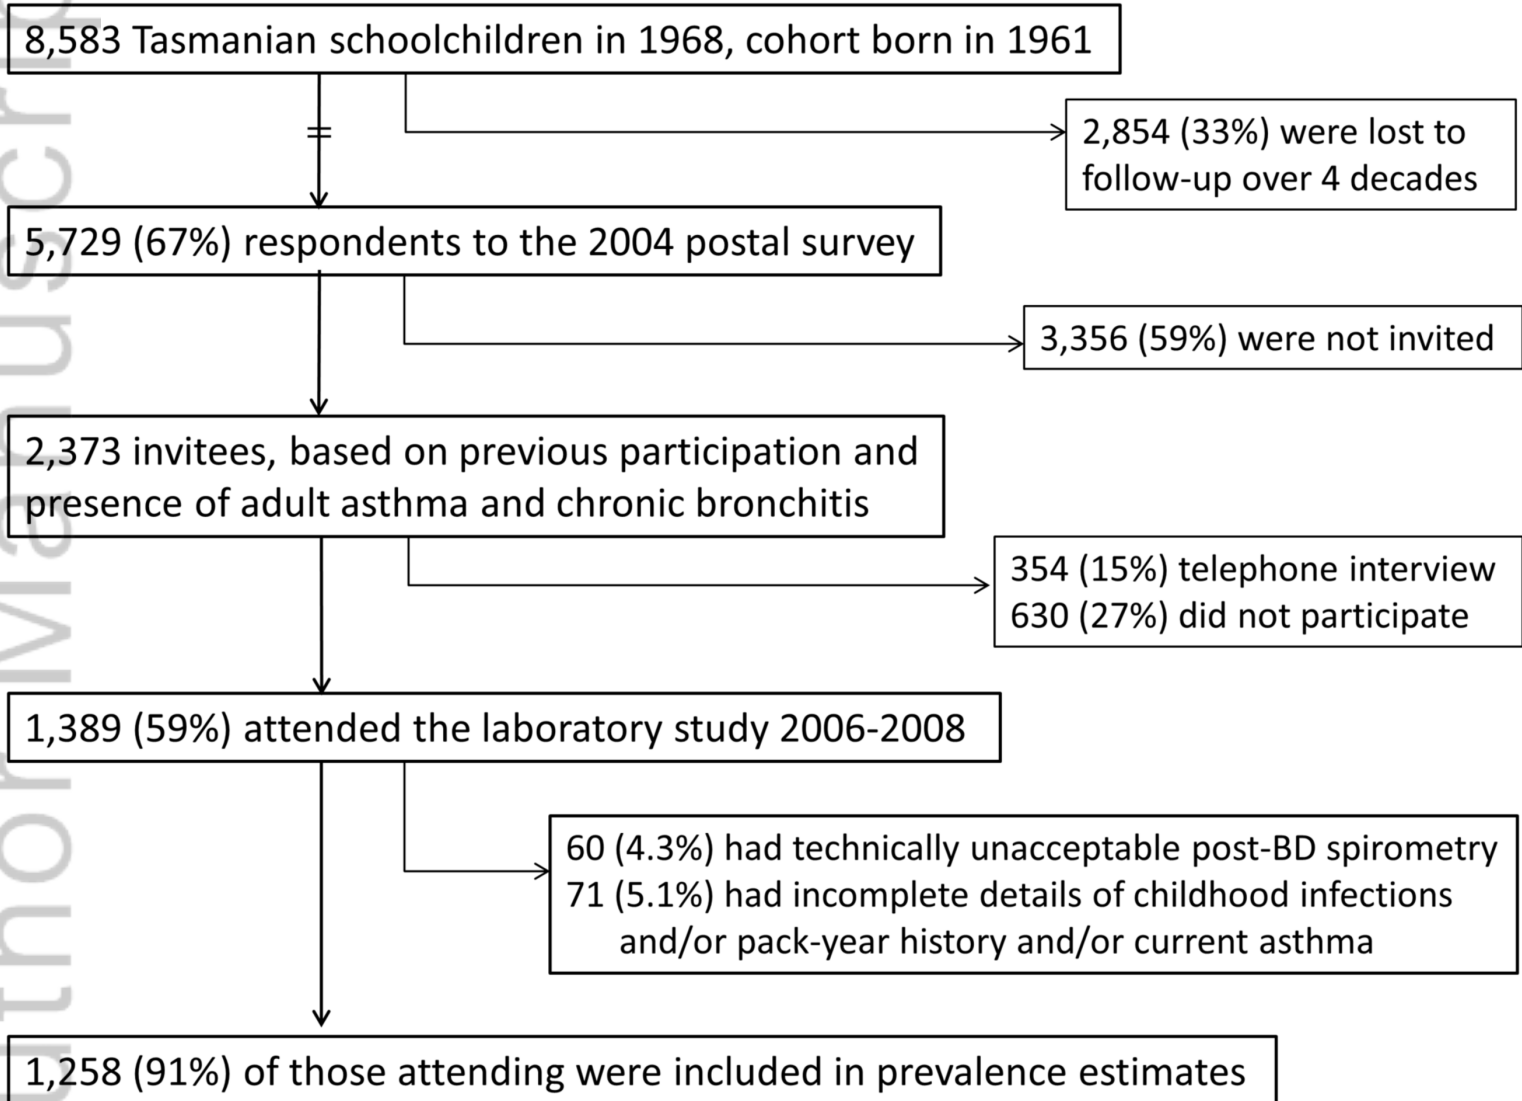 8,583 Tasmanian schoolchildren in 1968, cohort born in 1961
2,854 (33%) were lost to
follow-up over 4 decades
5,729 (67%) respondents to the 2004 postal survey
3,356 (59%) were not invited
2,373 invitees, based on previous participation and
presence of adult asthma and chronic bronchitis
354 (15%) telephone interview
630 (27%) did not participate
1,389 (59%) attended the laboratory study 2006-2008
60 (4.3%) had technically unacceptable post-BD spirometry
71 (5.1%) had incomplete details of childhood infections
and/or pack-year history and/or current asthma
1,258 (91%) of those attending were included in prevalence estimates
uthor Manuscrip